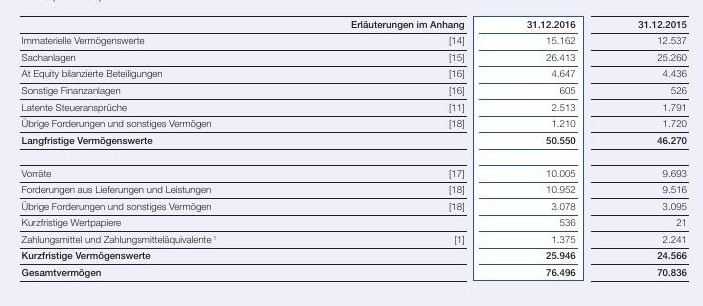 Erläuterungen im Anhang 31.12.2016 31.12.2015
Immaterielle Vermögenswerte [14] 15.162 12.537
Sachanlagen [15] 26.413 25.260
At Equity bilanzierte Beteiligungen [16] 4.647 4.436
Sonstige Finanzanlagen [16] 605 526
Latente Steueransprüche [11] 2.513 1.791
Übrige Forderungen und sonstiges Vermögen [18] 1.210 1.720
Langfristige Vermögenswerte 50.550 46.270
Vorräte [17] 10.005 9.693
Forderungen aus Lieferungen und Leistungen [18] 10.952 9.516
Übrige Forderungen und sonstiges Vermögen [18] 3.078 3.095
Kurzfristige Wertpapiere 536 21
Zahlungsmittel und Zahlungsmitteläquivalente ¹ [1] 1.375 2.241
Kurzfristige Vermögenswerte 25.946 24.566
Gesamtvermögen 76.496 70.836